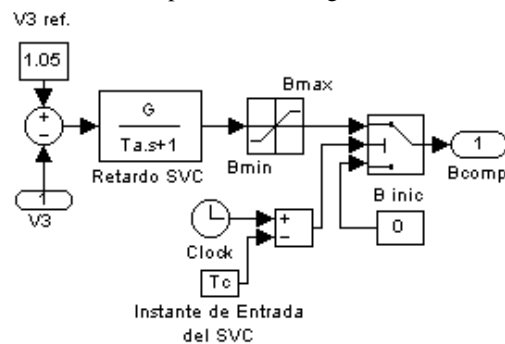 V3 ref.
1.05
+
−
G
Ta.s+1
Retardo SVC
Bmax
Bmin
1
V3
B inic
0
1
Bcomp
Clock
+
−
Tc
Instante de Entrada
del SVC